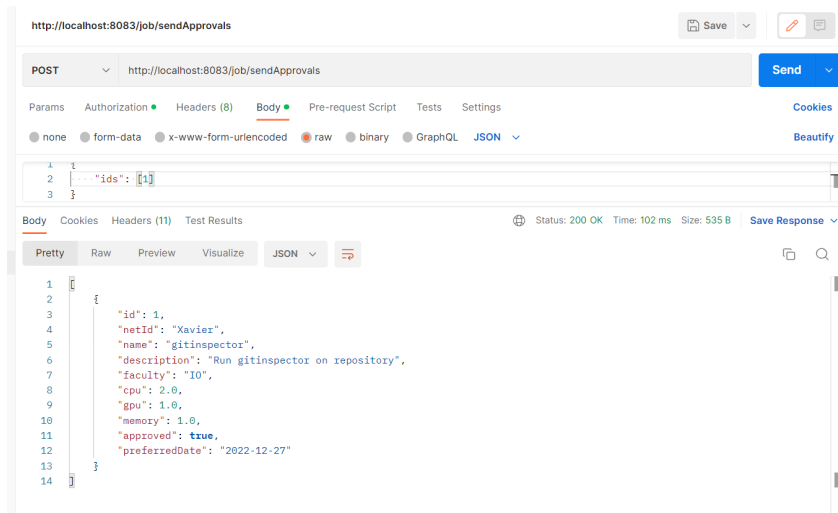 http://localhost:8083/job/sendApprovals Save
POST http://localhost:8083/job/sendApprovals Send
Params Authorization Headers (8) Body Pre-request Script Tests Settings Cookies
none form-data x-www-form-urlencoded raw binary GraphQL JSON Beautify
1 {
2 "ids": [1]
3 }
Body Cookies Headers (11) Test Results Status: 200 OK Time: 102 ms Size: 535 B Save Response
Pretty Raw Preview Visualize JSON
1 [
2 {
3 "id": 1,
4 "netId": "Xavier",
5 "name": "gitinspector",
6 "description": "Run gitinspector on repository",
7 "faculty": "IO",
8 "cpu": 2.0,
9 "gpu": 1.0,
10 "memory": 1.0,
11 "approved": true,
12 "preferredDate": "2022-12-27"
13 }
14 ]